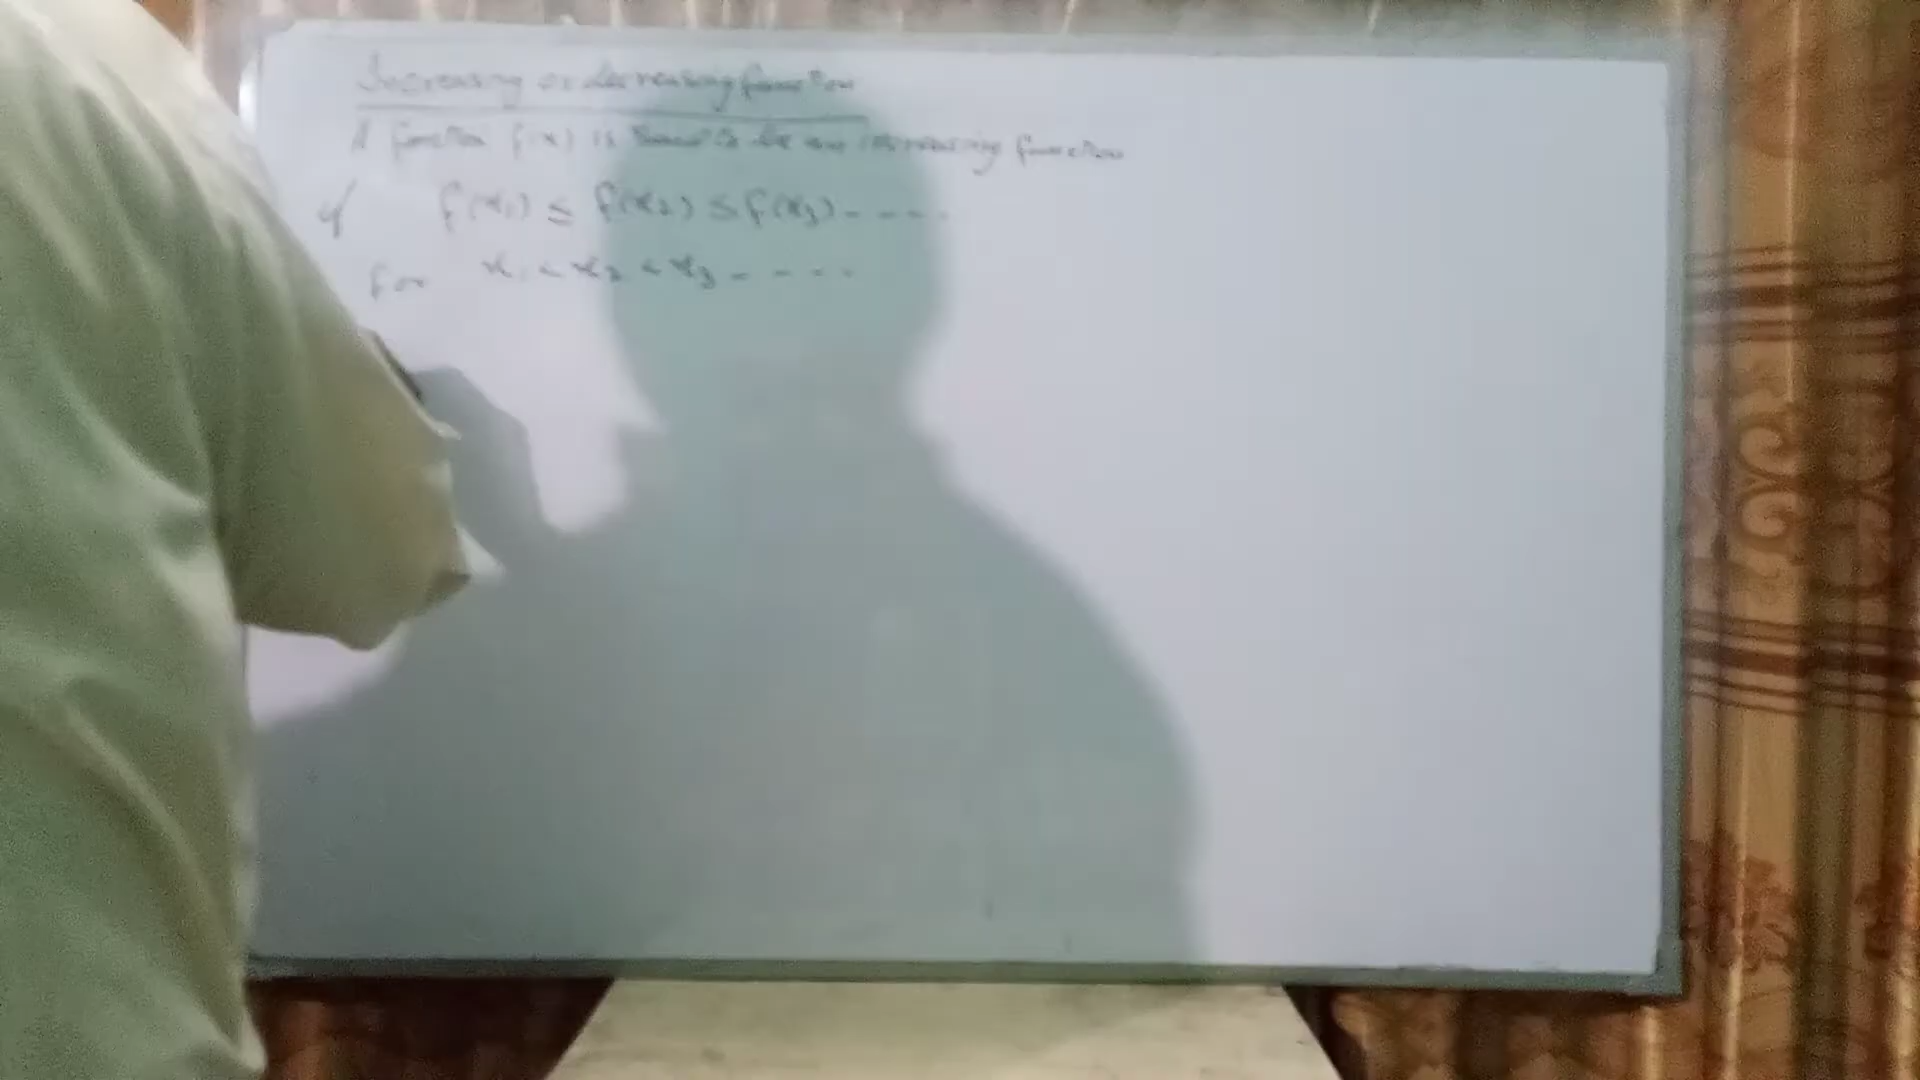 Increasing or decreasing function
A function f(x) is said to be an increasing function
if f(x₁) ≤ f(x₂) ≤ f(x₃) - - - -
for x₁ < x₂ < x₃ - - - -